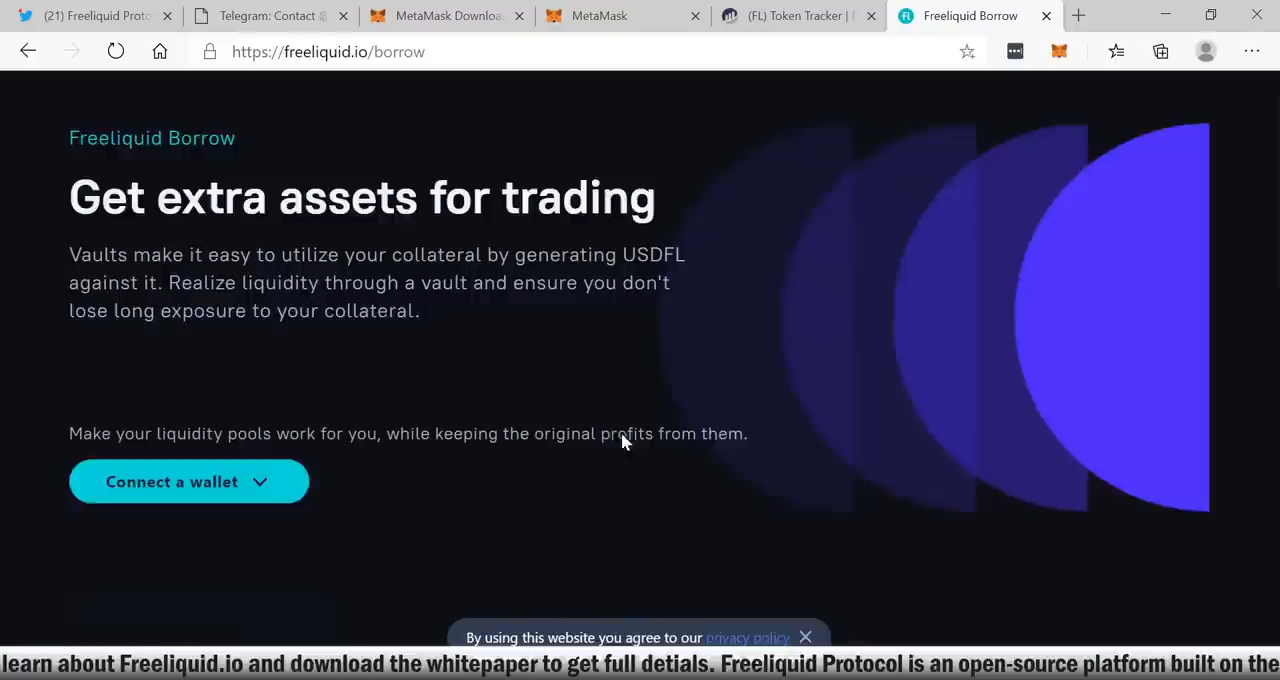 (21) Freeliquid Proto
Telegram: Contact @
MetaMask Downloa
MetaMask
(FL) Token Tracker |
FL Freeliquid Borrow
https://freeliquid.io/borrow
Freeliquid Borrow
Get extra assets for trading
Vaults make it easy to utilize your collateral by generating USDFL
against it. Realize liquidity through a vault and ensure you don't
lose long exposure to your collateral.
Make your liquidity pools work for you, while keeping the original profits from them.
Connect a wallet
By using this website you agree to our privacy policy
learn about Freeliquid.io and download the whitepaper to get full detials. Freeliquid Protocol is an open-source platform built on the